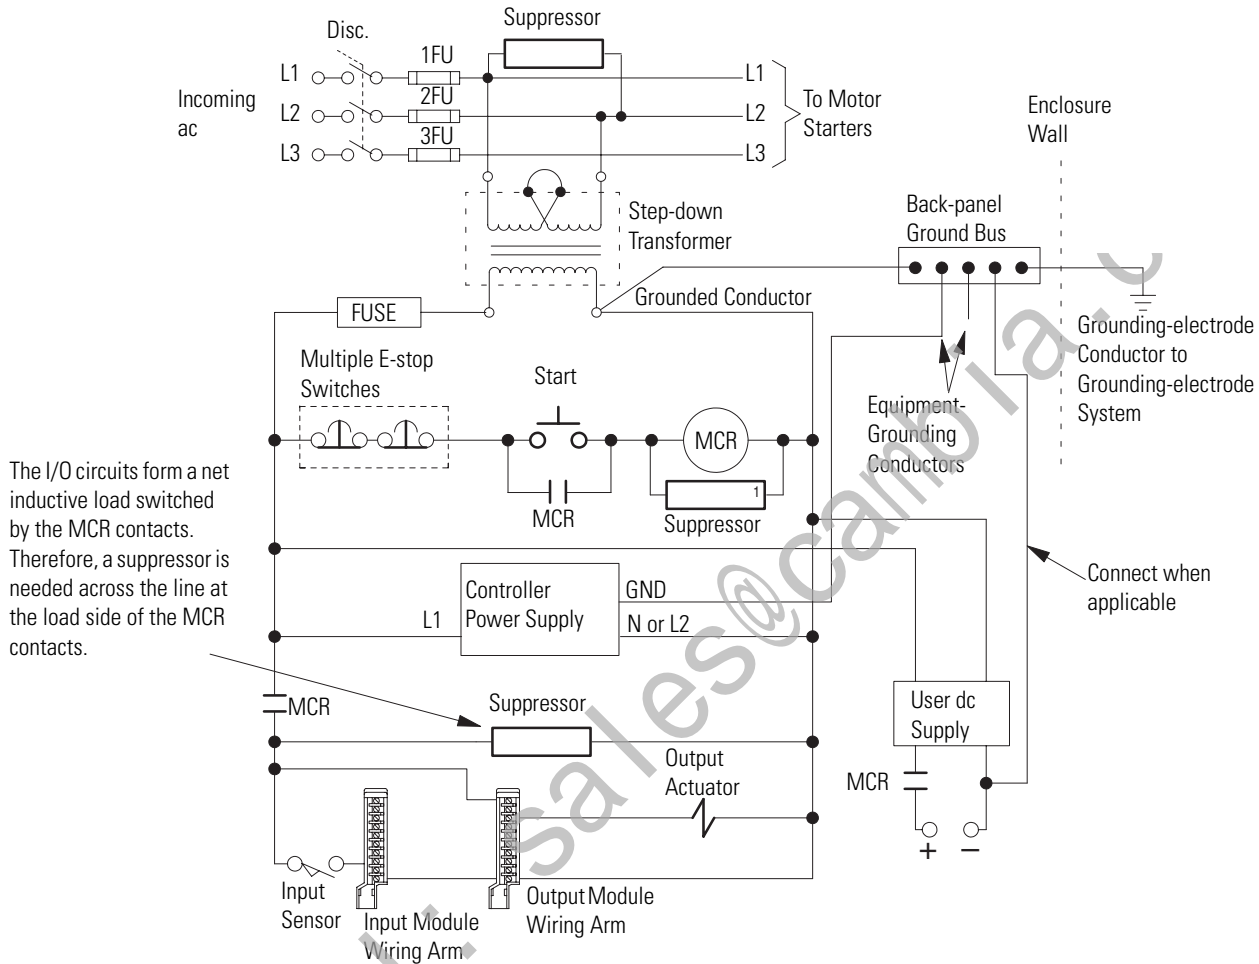 Suppressor
Disc.
1FU
L1
L1
Incoming
ac
2FU
L2
L2
To Motor
Starters
3FU
L3
L3
Enclosure
Wall
Step-down
Transformer
Back-panel
Ground Bus
Grounded Conductor
FUSE
Grounding-electrode
Conductor to
Grounding-electrode
System
Multiple E-stop
Switches
Start
Equipment-
Grounding
Conductors
MCR
MCR
1
Suppressor
The I/O circuits form a net
inductive load switched
by the MCR contacts.
Therefore, a suppressor is
needed across the line at
the load side of the MCR
contacts.
Controller
Power Supply
GND
L1
N or L2
Connect when
applicable
MCR
Suppressor
User dc
Supply
Output
Actuator
MCR
+
−
Input
Sensor
Input Module
Wiring Arm
Output Module
Wiring Arm
sales@cambia.